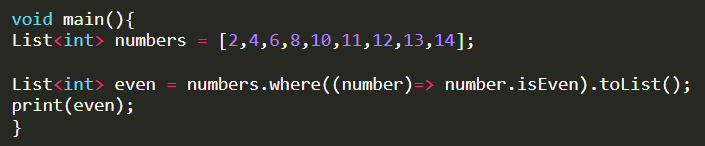 void main(){
List<int> numbers = [2,4,6,8,10,11,12,13,14];
List<int> even = numbers.where((number)=> number.isEven).toList();
print(even);
}